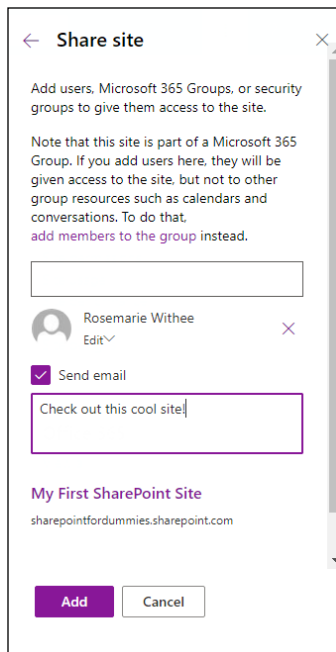 Share site
Add users, Microsoft 365 Groups, or security
groups to give them access to the site.
Note that this site is part of a Microsoft 365
Group. If you add users here, they will be
given access to the site, but not to other
group resources such as calendars and
conversations. To do that,
add members to the group instead.
Rosemarie Withee
Edit
Send email
Check out this cool site!
My First SharePoint Site
sharepointfordummies.sharepoint.com
Add
Cancel